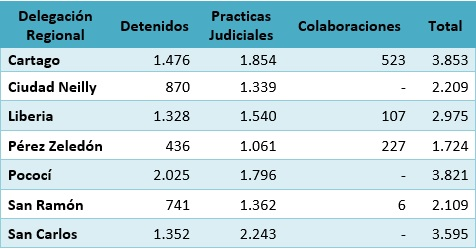 Delegación Regional Detenidos Practicas Judiciales Colaboraciones Total
Cartago 1.476 1.854 523 3.853
Ciudad Neilly 870 1.339 - 2.209
Liberia 1.328 1.540 107 2.975
Pérez Zeledón 436 1.061 227 1.724
Pococí 2.025 1.796 - 3.821
San Ramón 741 1.362 6 2.109
San Carlos 1.352 2.243 - 3.595